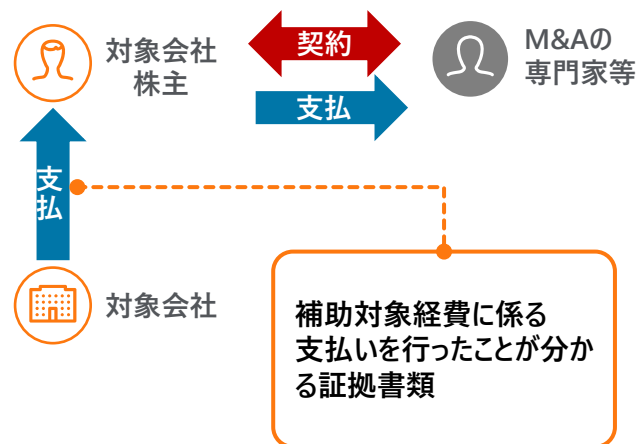 対象会社
株主
契約
支払
M&Aの
専門家等
支払
対象会社
補助対象経費に係る
支払いを行ったことが分か
る証拠書類